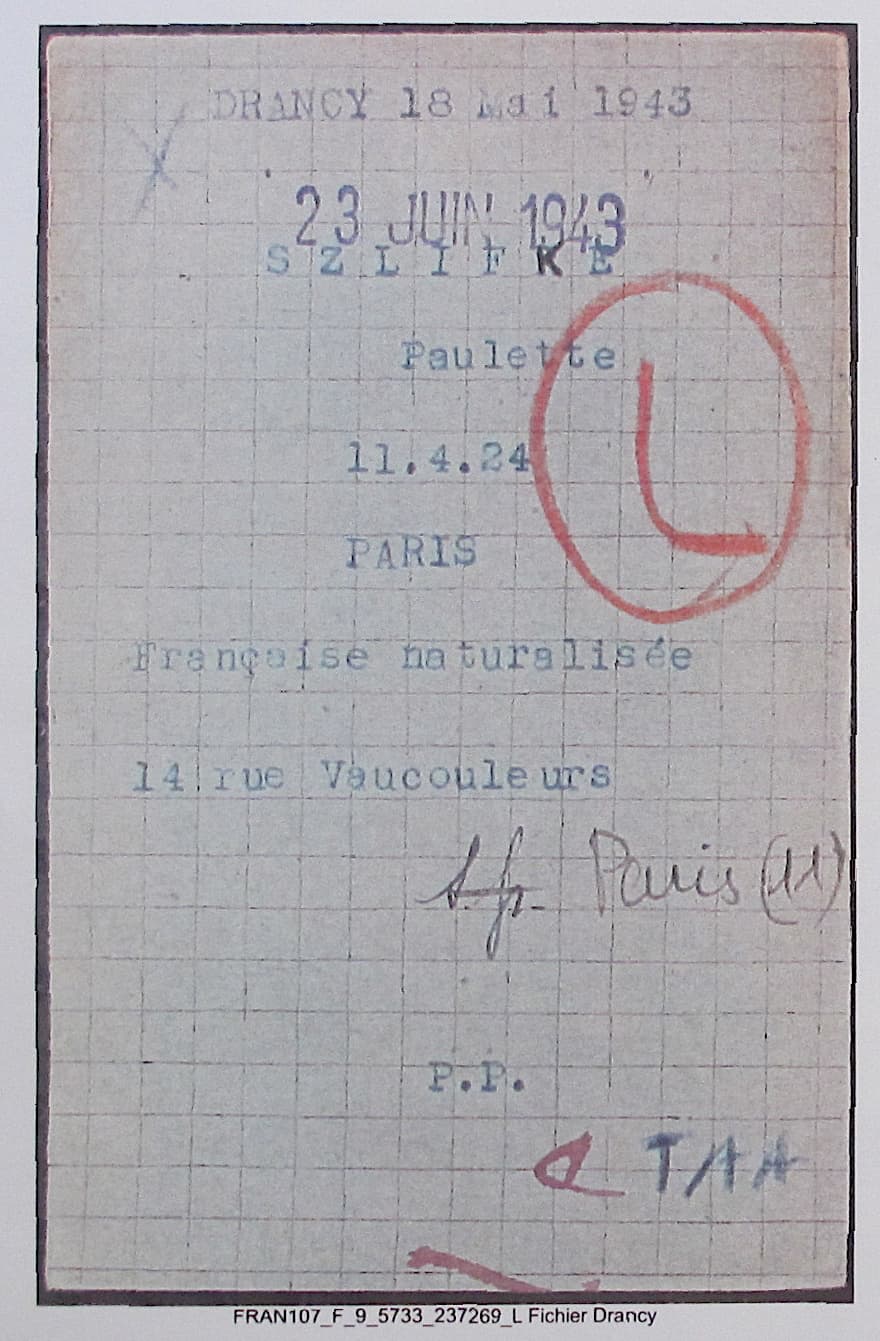 DRANCY 18 Mai 1943
23 JUIN 1943
SZLIFKE
Paulette
L
11.4.24
PARIS
Française naturalisée
14 rue Vaucouleurs
Paris (11)
P.P.
FRAN107_F_9_5733_237269_L Fichier Drancy